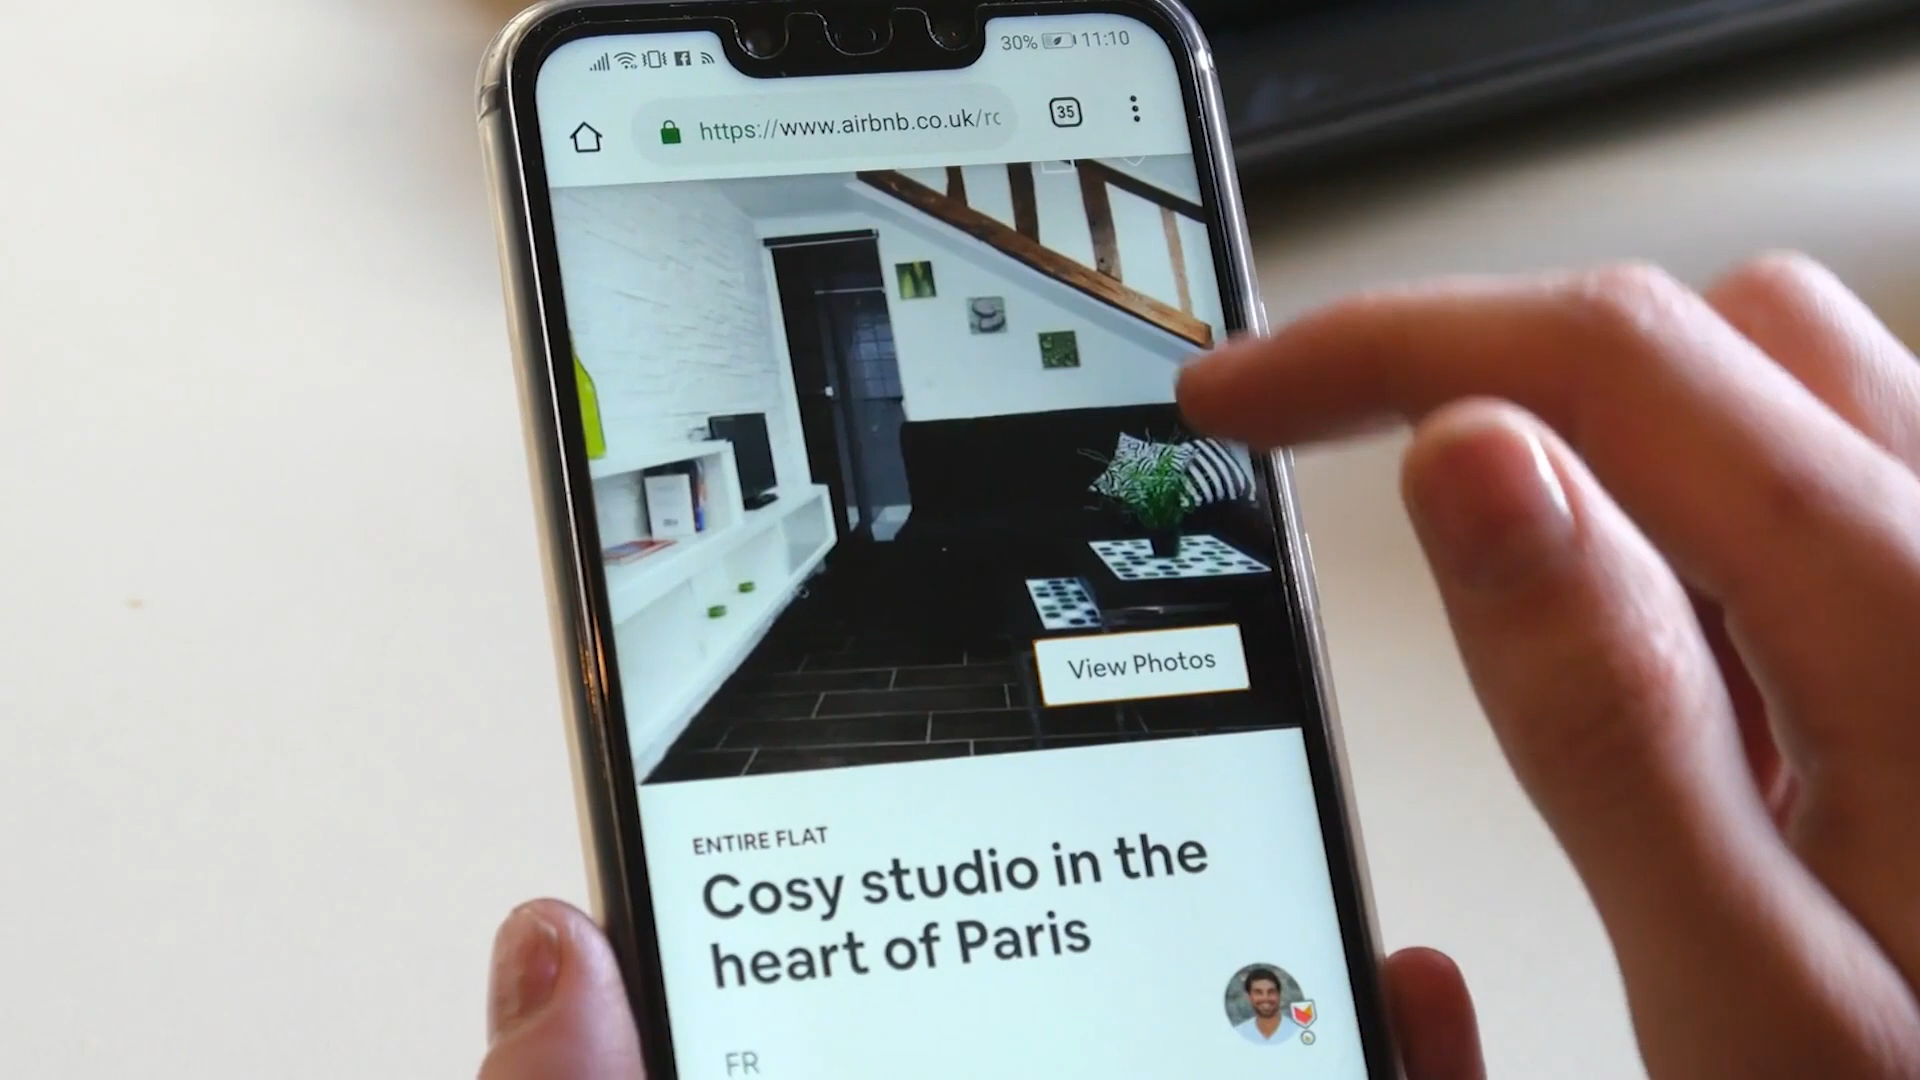 30% 11:10
https://www.airbnb.co.uk/ro
35
View Photos
ENTIRE FLAT
Cosy studio in the
heart of Paris
FR